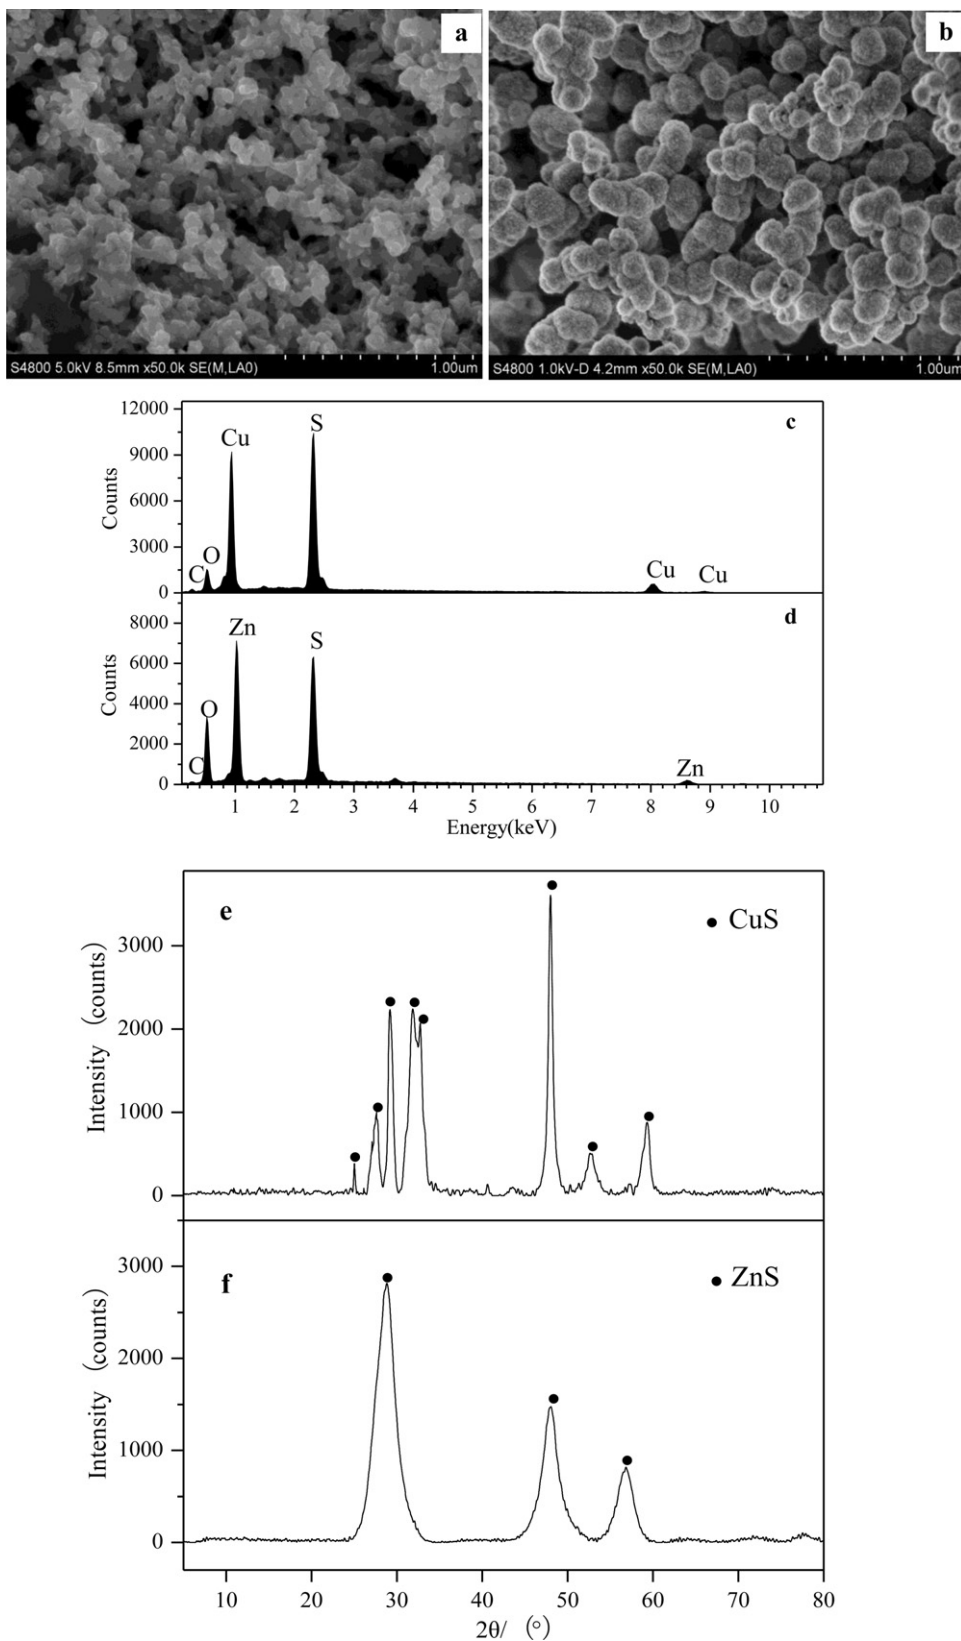 a
b
S4800 5.0kV 8.5mm x50.0k SE(M,LA0)
1.00um
S4800 1.0kV-D 4.2mm x50.0k SE(M,LA0)
1.00um
12000
9000
6000
3000
0
Counts
c
C
O
Cu
S
Cu
Cu
8000
6000
4000
2000
0
Counts
d
C
O
Zn
S
Zn
1 2 3 4 5 6 7 8 9 10
Energy(keV)
e
● CuS
3000
2000
1000
0
Intensity (counts)
f
● ZnS
3000
2000
1000
0
Intensity (counts)
10 20 30 40 50 60 70 80
2θ/ (°)